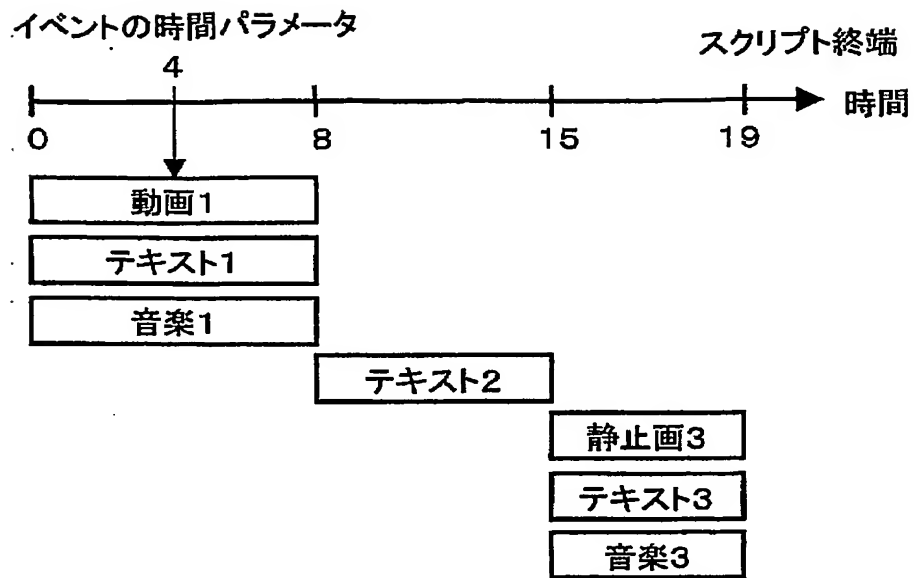 イベントの時間パラメータ
スクリプト終端
4
時間
0 8 15 19
動画1
テキスト1
音楽1
テキスト2
静止画3
テキスト3
音楽3